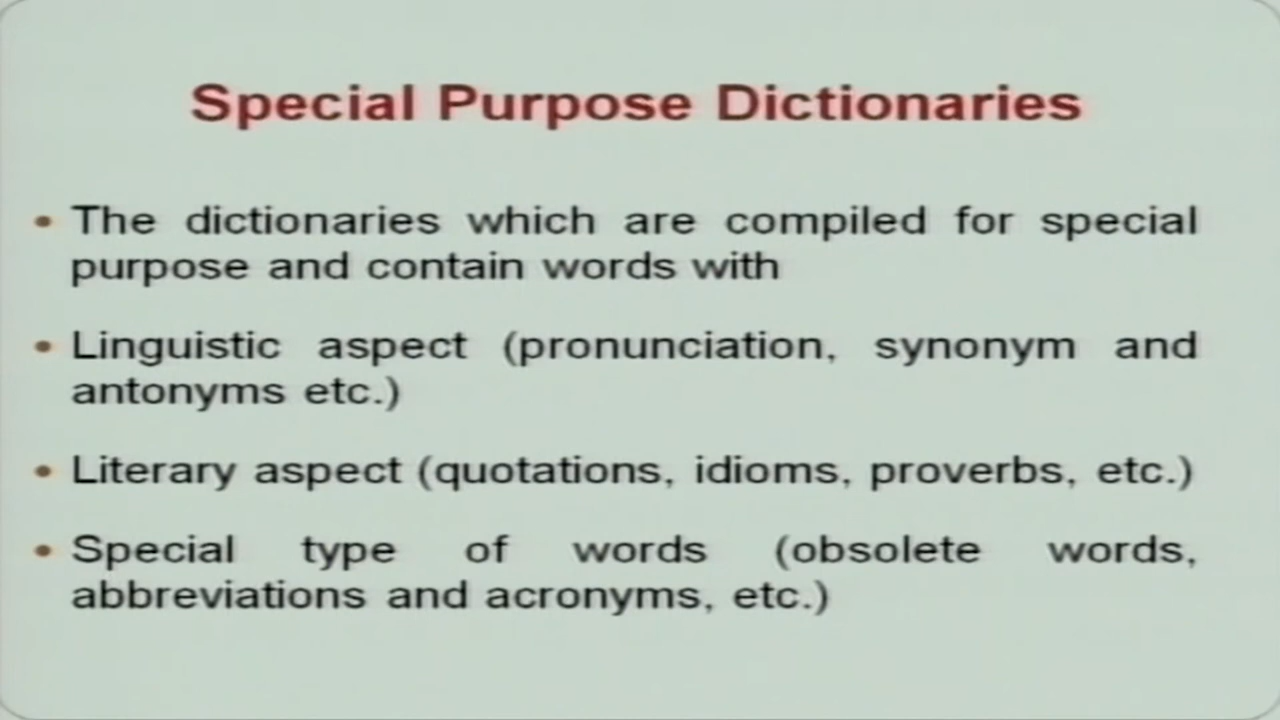 Special Purpose Dictionaries
• The dictionaries which are compiled for special
purpose and contain words with
• Linguistic aspect (pronunciation, synonym and
antonyms etc.)
• Literary aspect (quotations, idioms, proverbs, etc.)
• Special type of words (obsolete words,
abbreviations and acronyms, etc.)